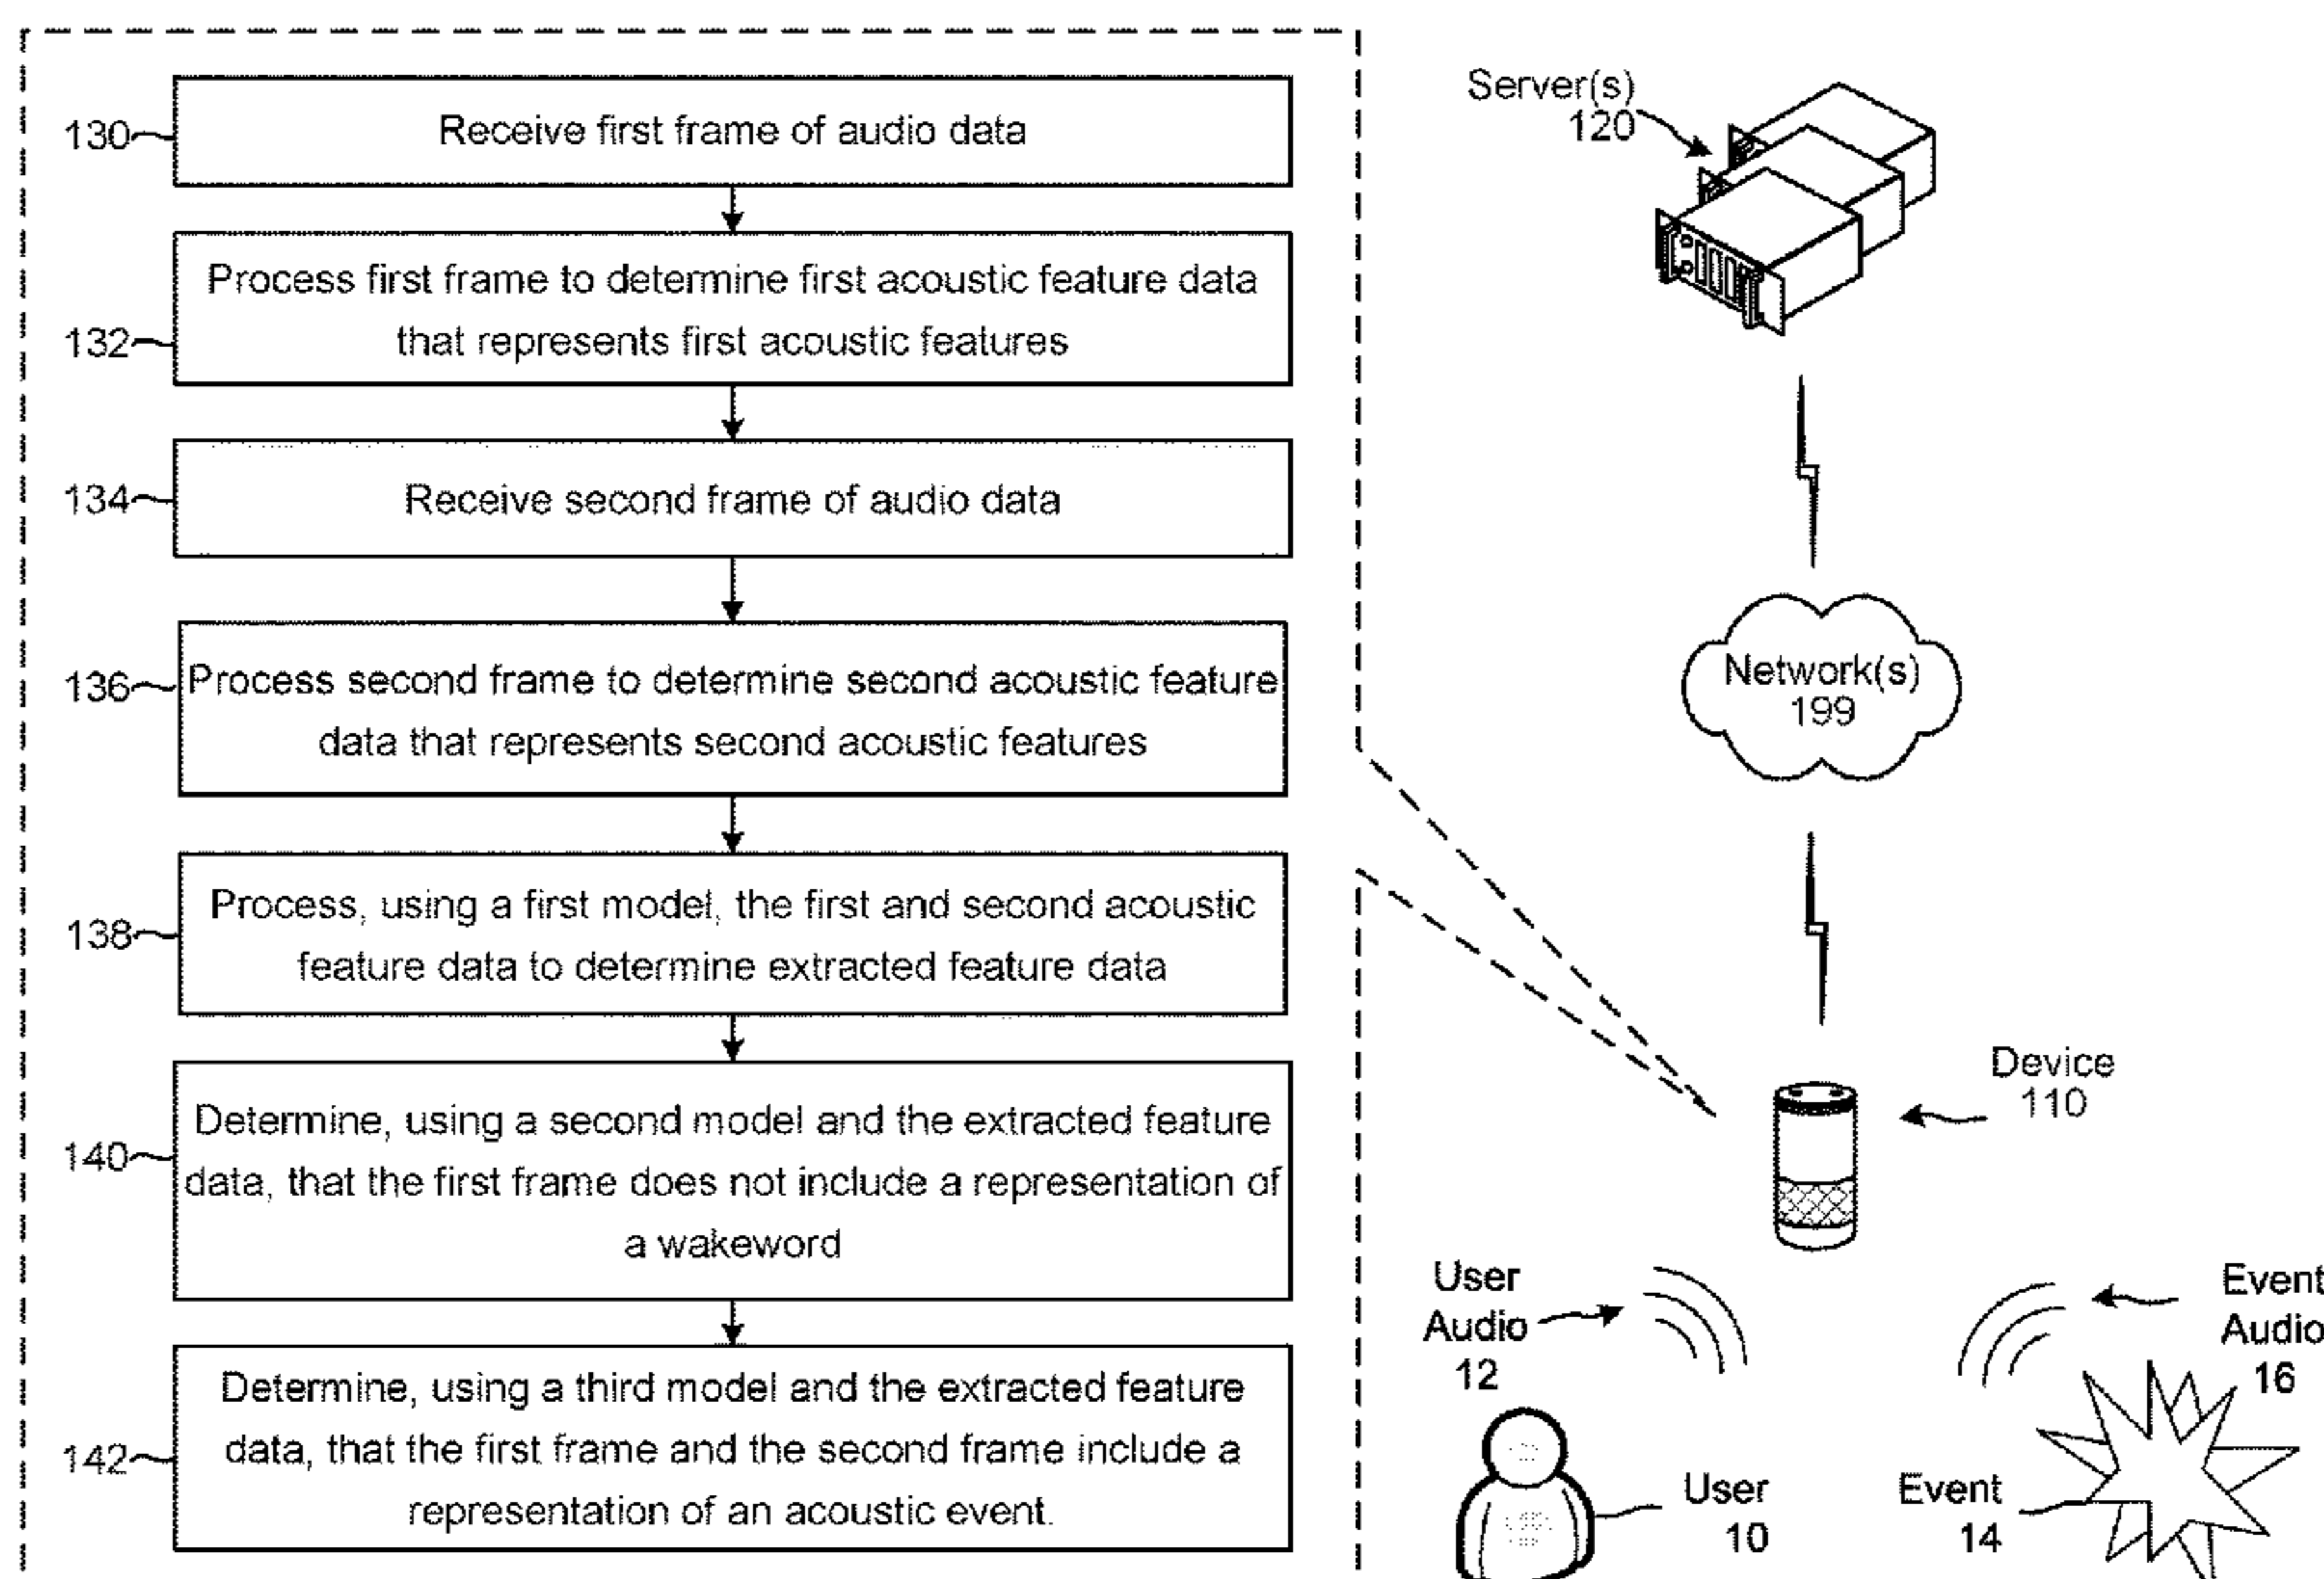 130
Receive first frame of audio data
Process first frame to determine first acoustic feature data
132
that represents first acoustic features
134
Receive second frame of audio data
136
Process second frame to determine second acoustic feature
data that represents second acoustic features
138
Process, using a first model, the first and second acoustic
feature data to determine extracted feature data
Determine, using a second model and the extracted feature
140
data, that the first frame does not include a representation of
a wakeword
Determine, using a third model and the extracted feature
142
data, that the first frame and the second frame include a
representation of an acoustic event.
Server(s)
120
Network(s)
199
Device
110
User
Audio
12
Event
Audio
16
User
10
Event
14